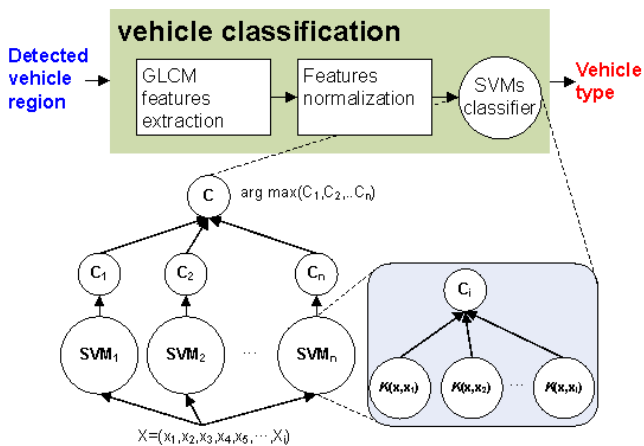 vehicle classification
Detected
vehicle
region
GLCM
features
extraction
Features
normalization
SVMs
classifier
Vehicle
type
C
arg max(C₁,C₂,..Cₙ)
C₁
C₂
Cₙ
SVM₁
SVM₂
...
SVMₙ
Cᵢ
K(x,x₁)
K(x,x₂)
...
K(x,xₗ)
X=(x₁,x₂,x₃,x₄,x₅,...,Xᵢ)